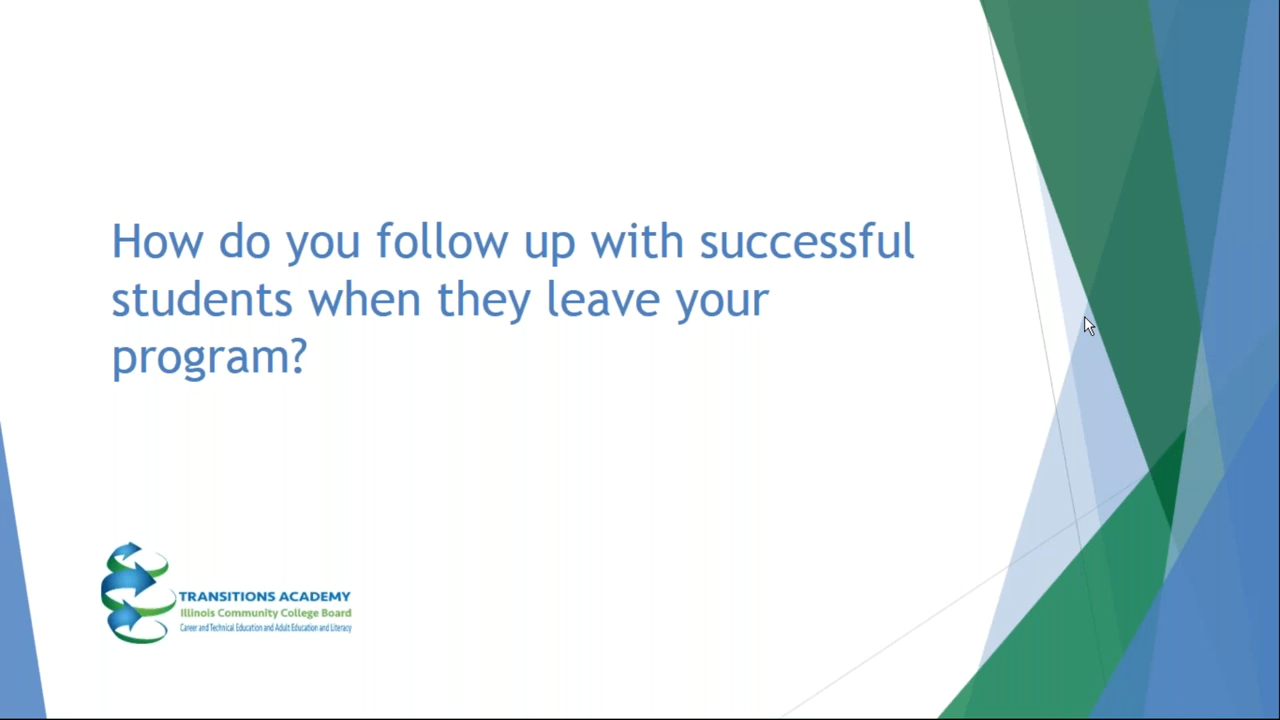 How do you follow up with successful
students when they leave your
program?
TRANSITIONS ACADEMY
Illinois Community College Board
Career and Technical Education and Adult Education and Literacy